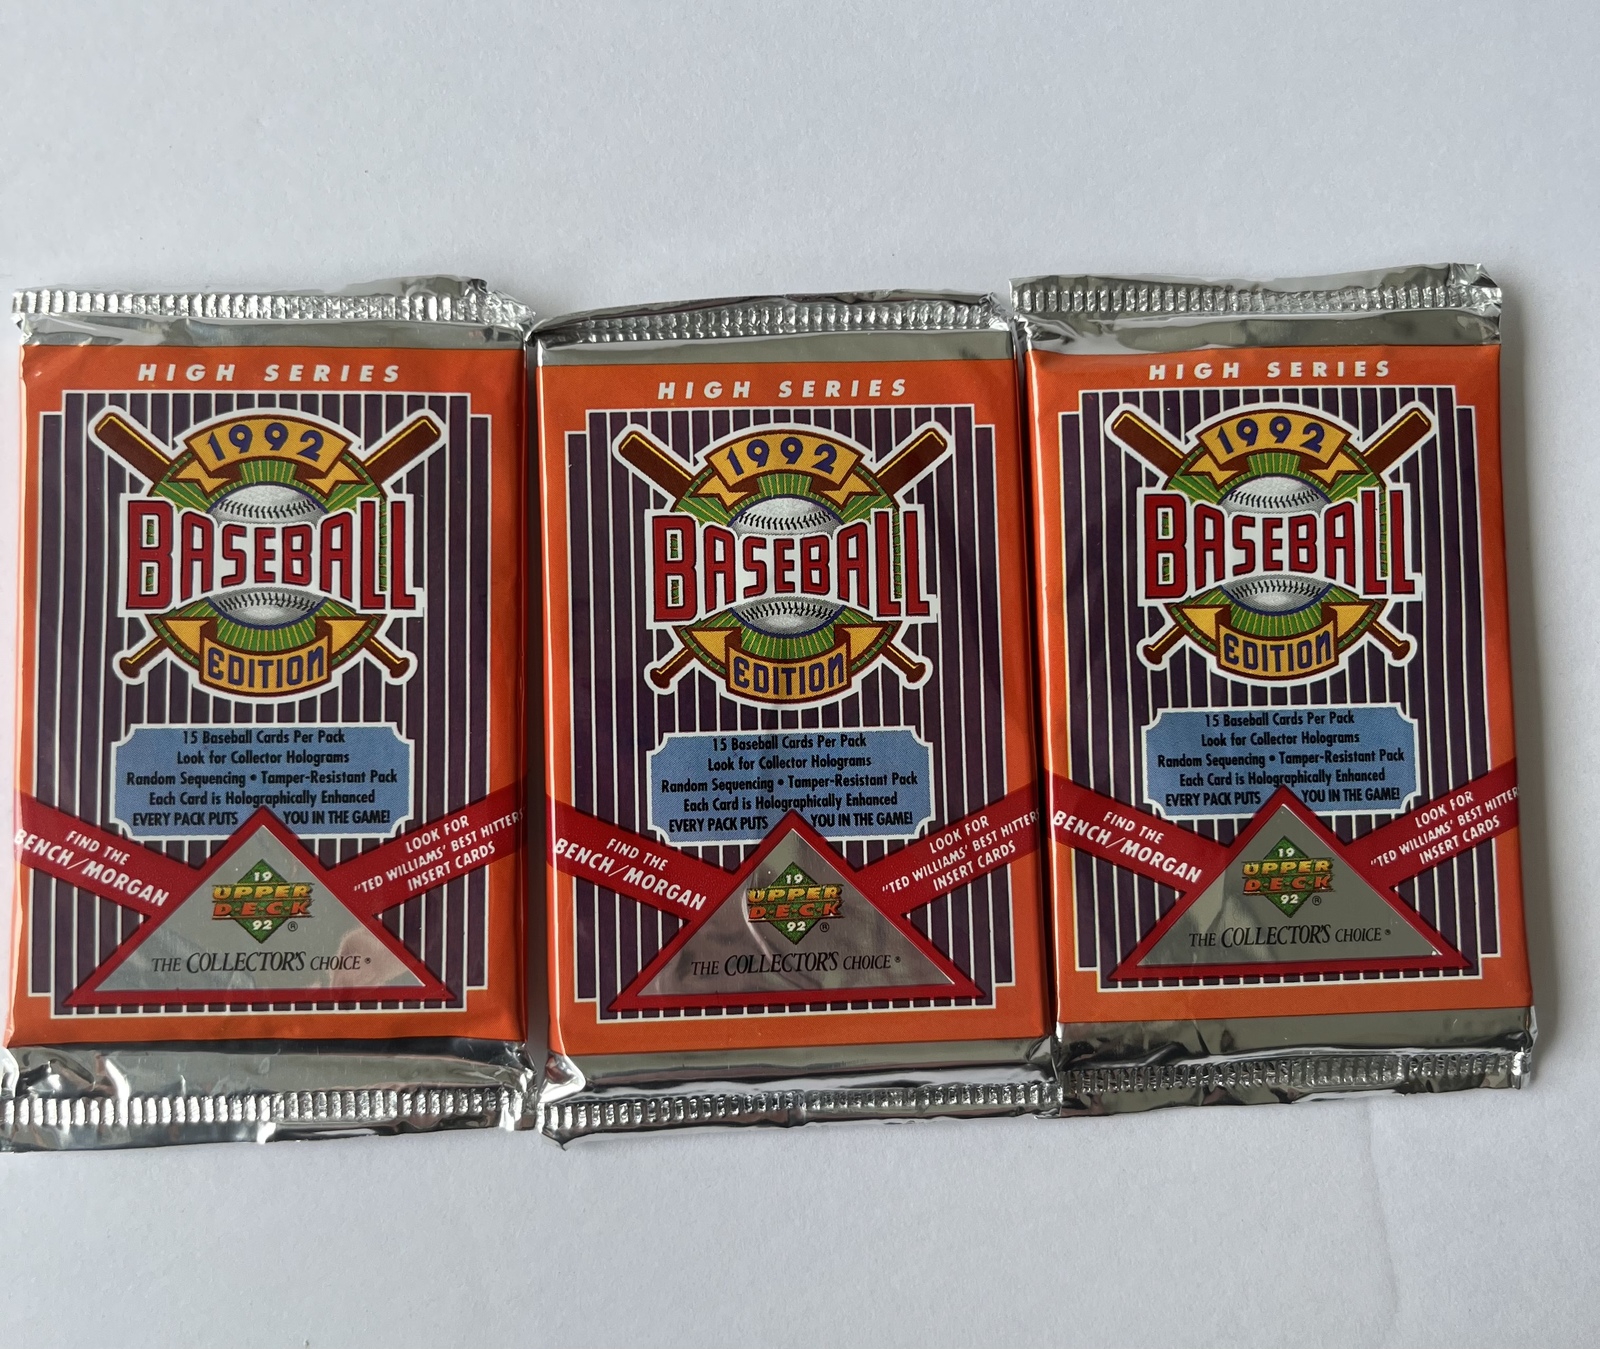 HIGH SERIES
1992
BASEBALL
EDITION
15 Baseball Cards Per Pack
Look for Collector Holograms
Random Sequencing • Tamper-Resistant Pack
Each Card is Holographically Enhanced
EVERY PACK PUTS YOU IN THE GAME!
FIND THE
BENCH/MORGAN
LOOK FOR
"TED WILLIAMS' BEST HITTERS
INSERT CARDS
19
UPPER
DECK
92 ®
THE COLLECTOR'S CHOICE®
HIGH SERIES
1992
BASEBALL
EDITION
15 Baseball Cards Per Pack
Look for Collector Holograms
Random Sequencing • Tamper-Resistant Pack
Each Card is Holographically Enhanced
EVERY PACK PUTS YOU IN THE GAME!
FIND THE
BENCH/MORGAN
LOOK FOR
"TED WILLIAMS' BEST HITTERS
INSERT CARDS
19
UPPER
DECK
92 ®
THE COLLECTOR'S CHOICE®
HIGH SERIES
1992
BASEBALL
EDITION
15 Baseball Cards Per Pack
Look for Collector Holograms
Random Sequencing • Tamper-Resistant Pack
Each Card is Holographically Enhanced
EVERY PACK PUTS YOU IN THE GAME!
FIND THE
BENCH/MORGAN
LOOK FOR
"TED WILLIAMS' BEST HITTERS
INSERT CARDS
19
UPPER
DECK
92 ®
THE COLLECTOR'S CHOICE®